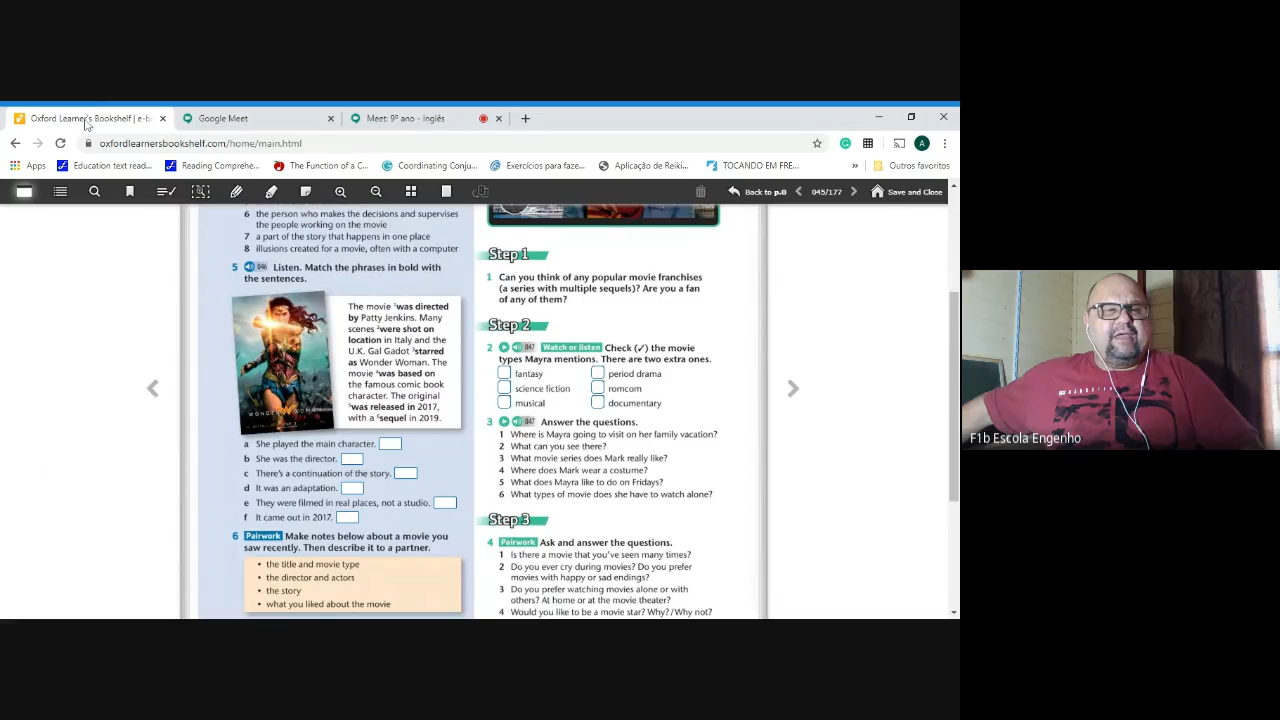 Oxford Learner's Bookshelf | e-b
Google Meet
Meet: 9º ano - Inglês
oxfordlearnersbookshelf.com/home/main.html
A
Apps
Education text read...
Reading Comprehe...
The Function of a C...
Coordinating Conju...
Exercícios para faze...
Aplicação de Reiki...
TOCANDO EM FRE...
»
Outros favoritos
Back to p.0
045/177
Save and Close
6 the person who makes the decisions and supervises
the people working on the movie
7 a part of the story that happens in one place
8 illusions created for a movie, often with a computer
5 046 Listen. Match the phrases in bold with
the sentences.
WONDER WOMAN
The movie ¹was directed
by Patty Jenkins. Many
scenes ²were shot on
location in Italy and the
U.K. Gal Gadot ³starred
as Wonder Woman. The
movie ⁴was based on
the famous comic book
character. The original
⁵was released in 2017,
with a ⁶sequel in 2019.
a She played the main character.
b She was the director.
c There's a continuation of the story.
d It was an adaptation.
e They were filmed in real places, not a studio.
f It came out in 2017.
6 Pairwork Make notes below about a movie you
saw recently. Then describe it to a partner.
• the title and movie type
• the director and actors
• the story
• what you liked about the movie
Step 1
1 Can you think of any popular movie franchises
(a series with multiple sequels)? Are you a fan
of any of them?
Step 2
2 047 Watch or listen Check (✓) the movie
types Mayra mentions. There are two extra ones.
fantasy period drama
science fiction romcom
musical documentary
3 047 Answer the questions.
1 Where is Mayra going to visit on her family vacation?
2 What can you see there?
3 What movie series does Mark really like?
4 Where does Mark wear a costume?
5 What does Mayra like to do on Fridays?
6 What types of movie does she have to watch alone?
Step 3
4 Pairwork Ask and answer the questions.
1 Is there a movie that you've seen many times?
2 Do you ever cry during movies? Do you prefer
movies with happy or sad endings?
3 Do you prefer watching movies alone or with
others? At home or at the movie theater?
4 Would you like to be a movie star? Why?/Why not?
F1b Escola Engenho